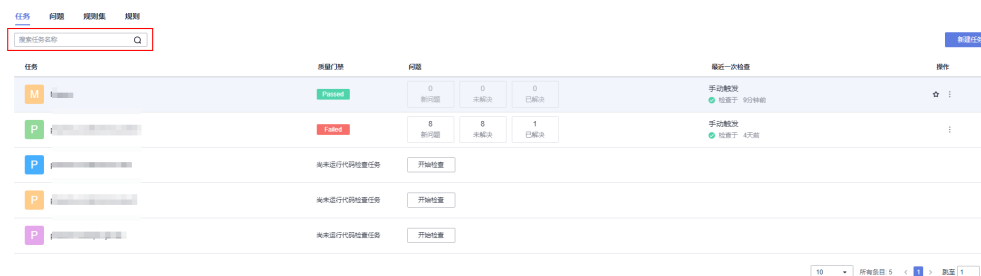 任务 问题 规则集 规则
搜索任务名称
新建任务
任务 质量门禁 问题 最近一次检查 操作
M Passed 0 新问题 0 未解决 0 已解决 手动触发
检查于 9分钟前
P Failed 8 新问题 8 未解决 1 已解决 手动触发
检查于 4天前
P 尚未运行代码检查任务 开始检查
P 尚未运行代码检查任务 开始检查
P 尚未运行代码检查任务 开始检查
10 所有条目 5 1 跳至 1